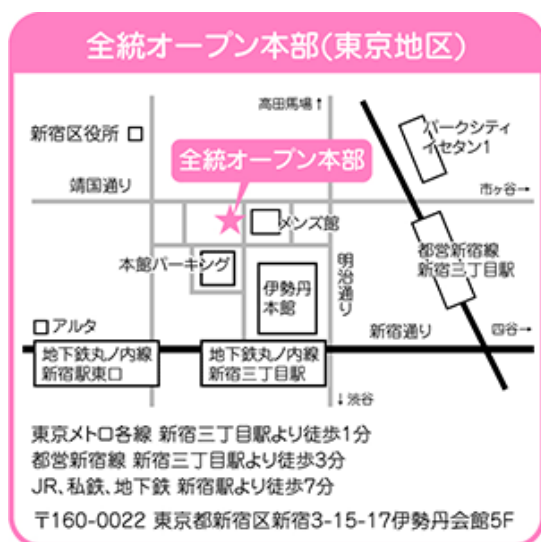 全統オープン本部(東京地区)
高田馬場↑
新宿区役所
パークシティ
イセタン1
全統オープン本部
靖国通り
市ヶ谷→
メンズ館
都営新宿線
新宿三丁目駅
本館パーキング
明治通り
伊勢丹
本館
アルタ
新宿通り
四谷→
地下鉄丸ノ内線
新宿駅東口
地下鉄丸ノ内線
新宿三丁目駅
↓渋谷
東京メトロ各線 新宿三丁目駅より徒歩1分
都営新宿線 新宿三丁目駅より徒歩3分
JR、私鉄、地下鉄 新宿駅より徒歩7分
〒160-0022 東京都新宿区新宿3-15-17伊勢丹会館5F